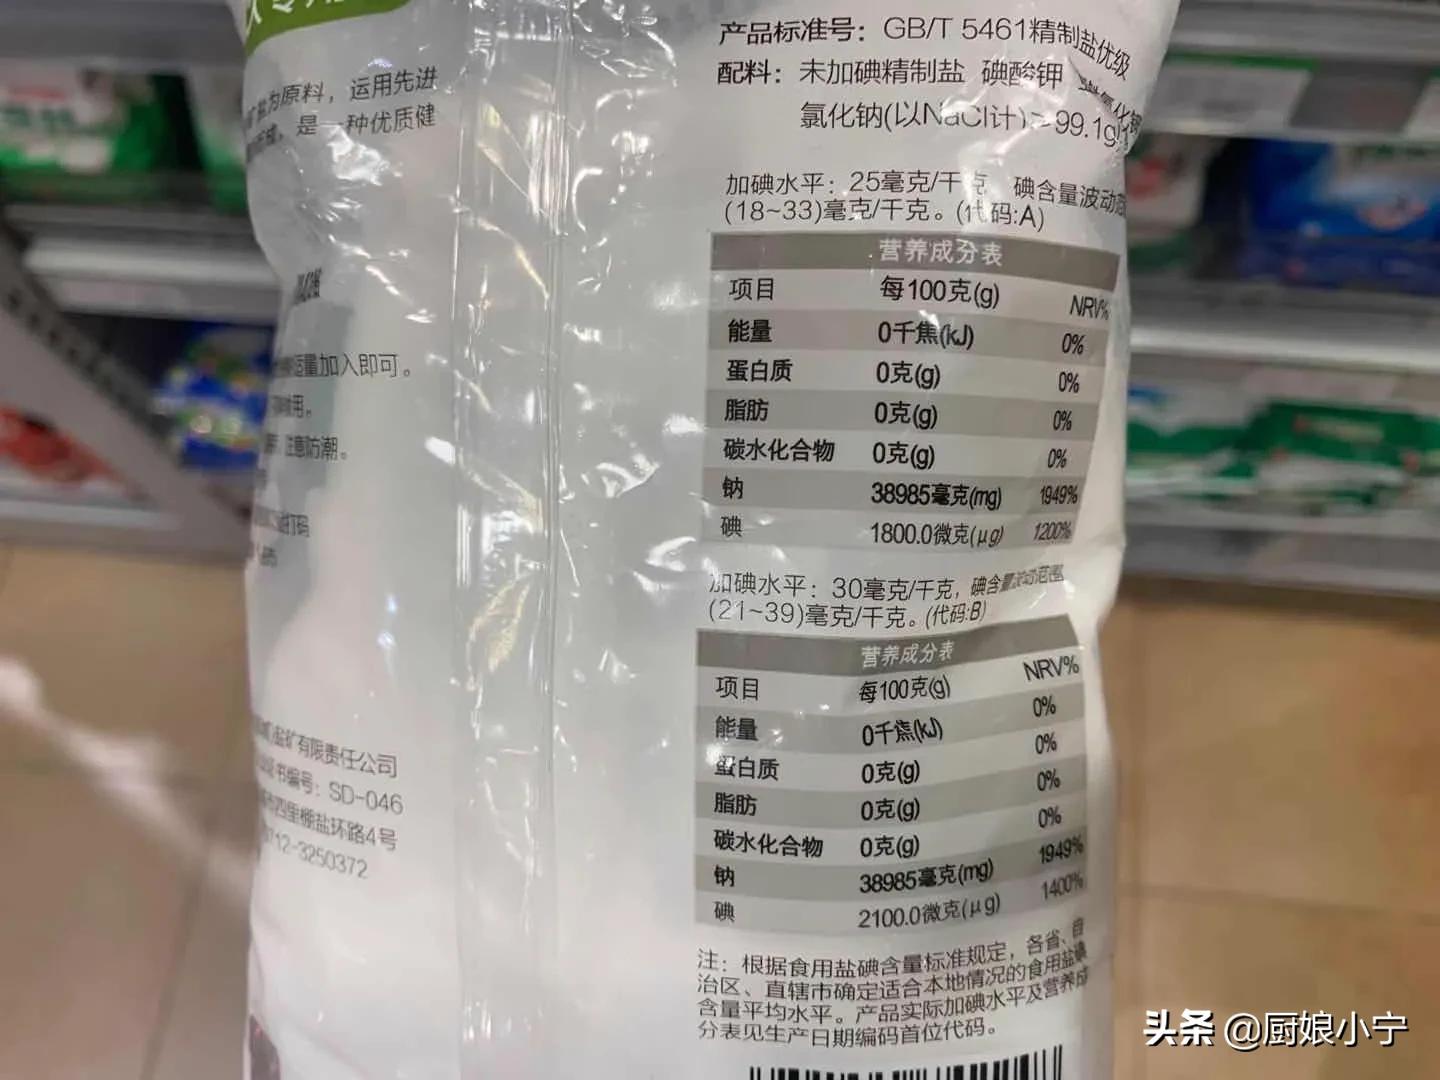 专用
盐为原料，运用先进
是一种优质健
适量加入即可。
注意防潮。
盐矿有限责任公司
书编号：SD-046
市四里棚盐环路4号
712-3250372
产品标准号：GB/T 5461精制盐优级
配料：未加碘精制盐 碘酸钾
氯化钠(以NaCl计)≥99.1g/1
加碘水平：25毫克/千克 碘含量波动范
(18~33)毫克/千克。(代码:A)
营养成分表
项目 每100克(g) NRV%
能量 0千焦(kJ) 0%
蛋白质 0克(g) 0%
脂肪 0克(g) 0%
碳水化合物 0克(g) 0%
钠 38985毫克(mg) 1949%
碘 1800.0微克(μg) 1200%
加碘水平：30毫克/千克，碘含量波动范围
(21~39)毫克/千克。(代码:B)
营养成分表
项目 每100克(g) NRV%
能量 0千焦(kJ) 0%
蛋白质 0克(g) 0%
脂肪 0克(g) 0%
碳水化合物 0克(g) 0%
钠 38985毫克(mg) 1949%
碘 2100.0微克(μg) 1400%
注：根据食用盐碘含量标准规定，各省、自
治区、直辖市确定适合本地情况的食用盐碘
含量平均水平。产品实际加碘水平及营养成
分表见生产日期编码首位代码。
头条 @厨娘小宁